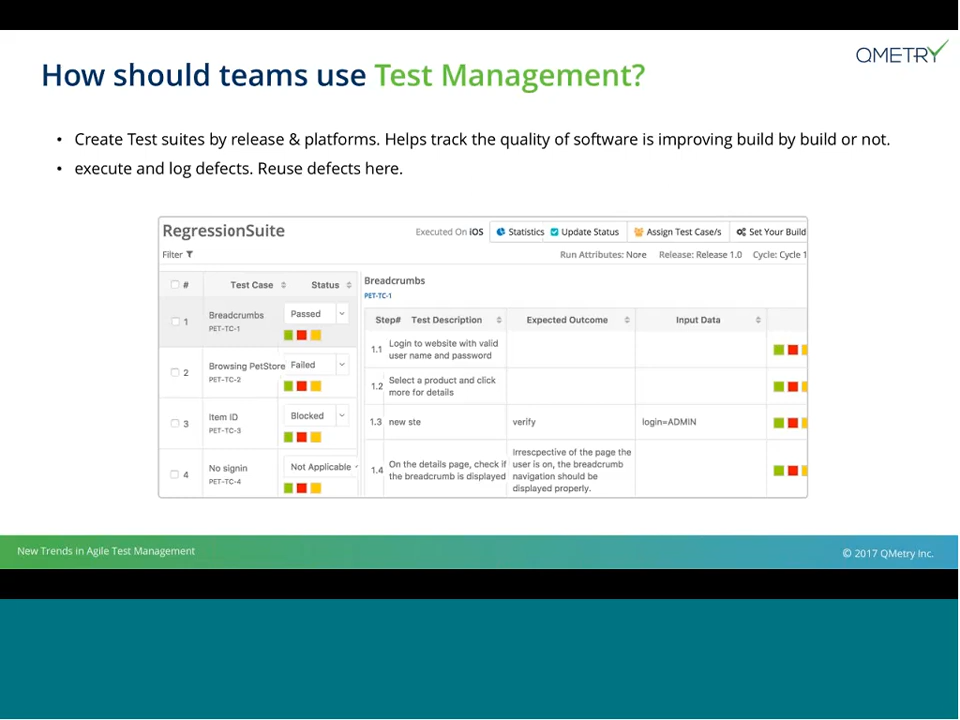 QMETRY
How should teams use Test Management?
• Create Test suites by release & platforms. Helps track the quality of software is improving build by build or not.
• execute and log defects. Reuse defects here.
RegressionSuite
Executed On iOS Statistics Update Status Assign Test Case/s Set Your Build
Filter
Run Attributes: None Release: Release 1.0 Cycle: Cycle 1
# Test Case Status
Breadcrumbs
PET-TC-1
Step# Test Description Expected Outcome Input Data
1 Breadcrumbs Passed
PET-TC-1
1.1 Login to website with valid
user name and password
2 Browsing PetStore Failed
PET-TC-2
1.2 Select a product and click
more for details
3 Item ID Blocked
PET-TC-3
1.3 new ste verify login=ADMIN
4 No signin Not Applicable
PET-TC-4
1.4 On the details page, check if
the breadcrumb is displayed
Irrescpective of the page the
user is on, the breadcrumb
navigation should be
displayed properly.
New Trends in Agile Test Management
© 2017 QMetry Inc.